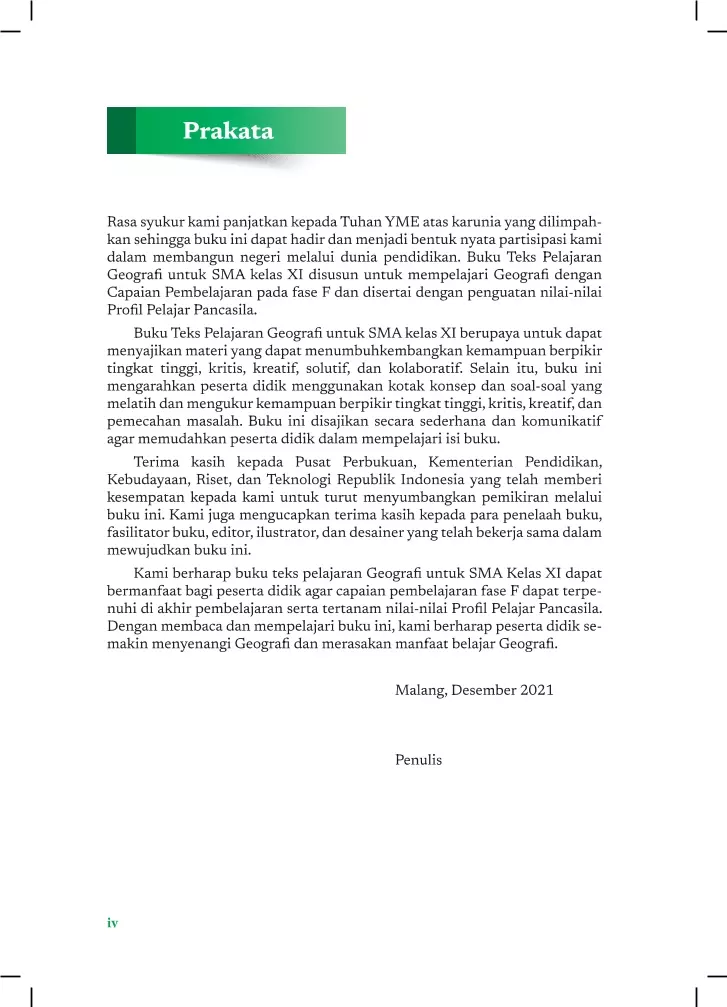 Prakata
Rasa syukur kami panjatkan kepada Tuhan YME atas karunia yang dilimpah-
kan sehingga buku ini dapat hadir dan menjadi bentuk nyata partisipasi kami
dalam membangun negeri melalui dunia pendidikan. Buku Teks Pelajaran
Geografi untuk SMA kelas XI disusun untuk mempelajari Geografi dengan
Capaian Pembelajaran pada fase F dan disertai dengan penguatan nilai-nilai
Profil Pelajar Pancasila.
Buku Teks Pelajaran Geografi untuk SMA kelas XI berupaya untuk dapat
menyajikan materi yang dapat menumbuhkembangkan kemampuan berpikir
tingkat tinggi, kritis, kreatif, solutif, dan kolaboratif. Selain itu, buku ini
mengarahkan peserta didik menggunakan kotak konsep dan soal-soal yang
melatih dan mengukur kemampuan berpikir tingkat tinggi, kritis, kreatif, dan
pemecahan masalah. Buku ini disajikan secara sederhana dan komunikatif
agar memudahkan peserta didik dalam mempelajari isi buku.
Terima kasih kepada Pusat Perbukuan, Kementerian Pendidikan,
Kebudayaan, Riset, dan Teknologi Republik Indonesia yang telah memberi
kesempatan kepada kami untuk turut menyumbangkan pemikiran melalui
buku ini. Kami juga mengucapkan terima kasih kepada para penelaah buku,
fasilitator buku, editor, ilustrator, dan desainer yang telah bekerja sama dalam
mewujudkan buku ini.
Kami berharap buku teks pelajaran Geografi untuk SMA Kelas XI dapat
bermanfaat bagi peserta didik agar capaian pembelajaran fase F dapat terpe-
nuhi di akhir pembelajaran serta tertanam nilai-nilai Profil Pelajar Pancasila.
Dengan membaca dan mempelajari buku ini, kami berharap peserta didik se-
makin menyenangi Geografi dan merasakan manfaat belajar Geografi.
Malang, Desember 2021
Penulis
iv